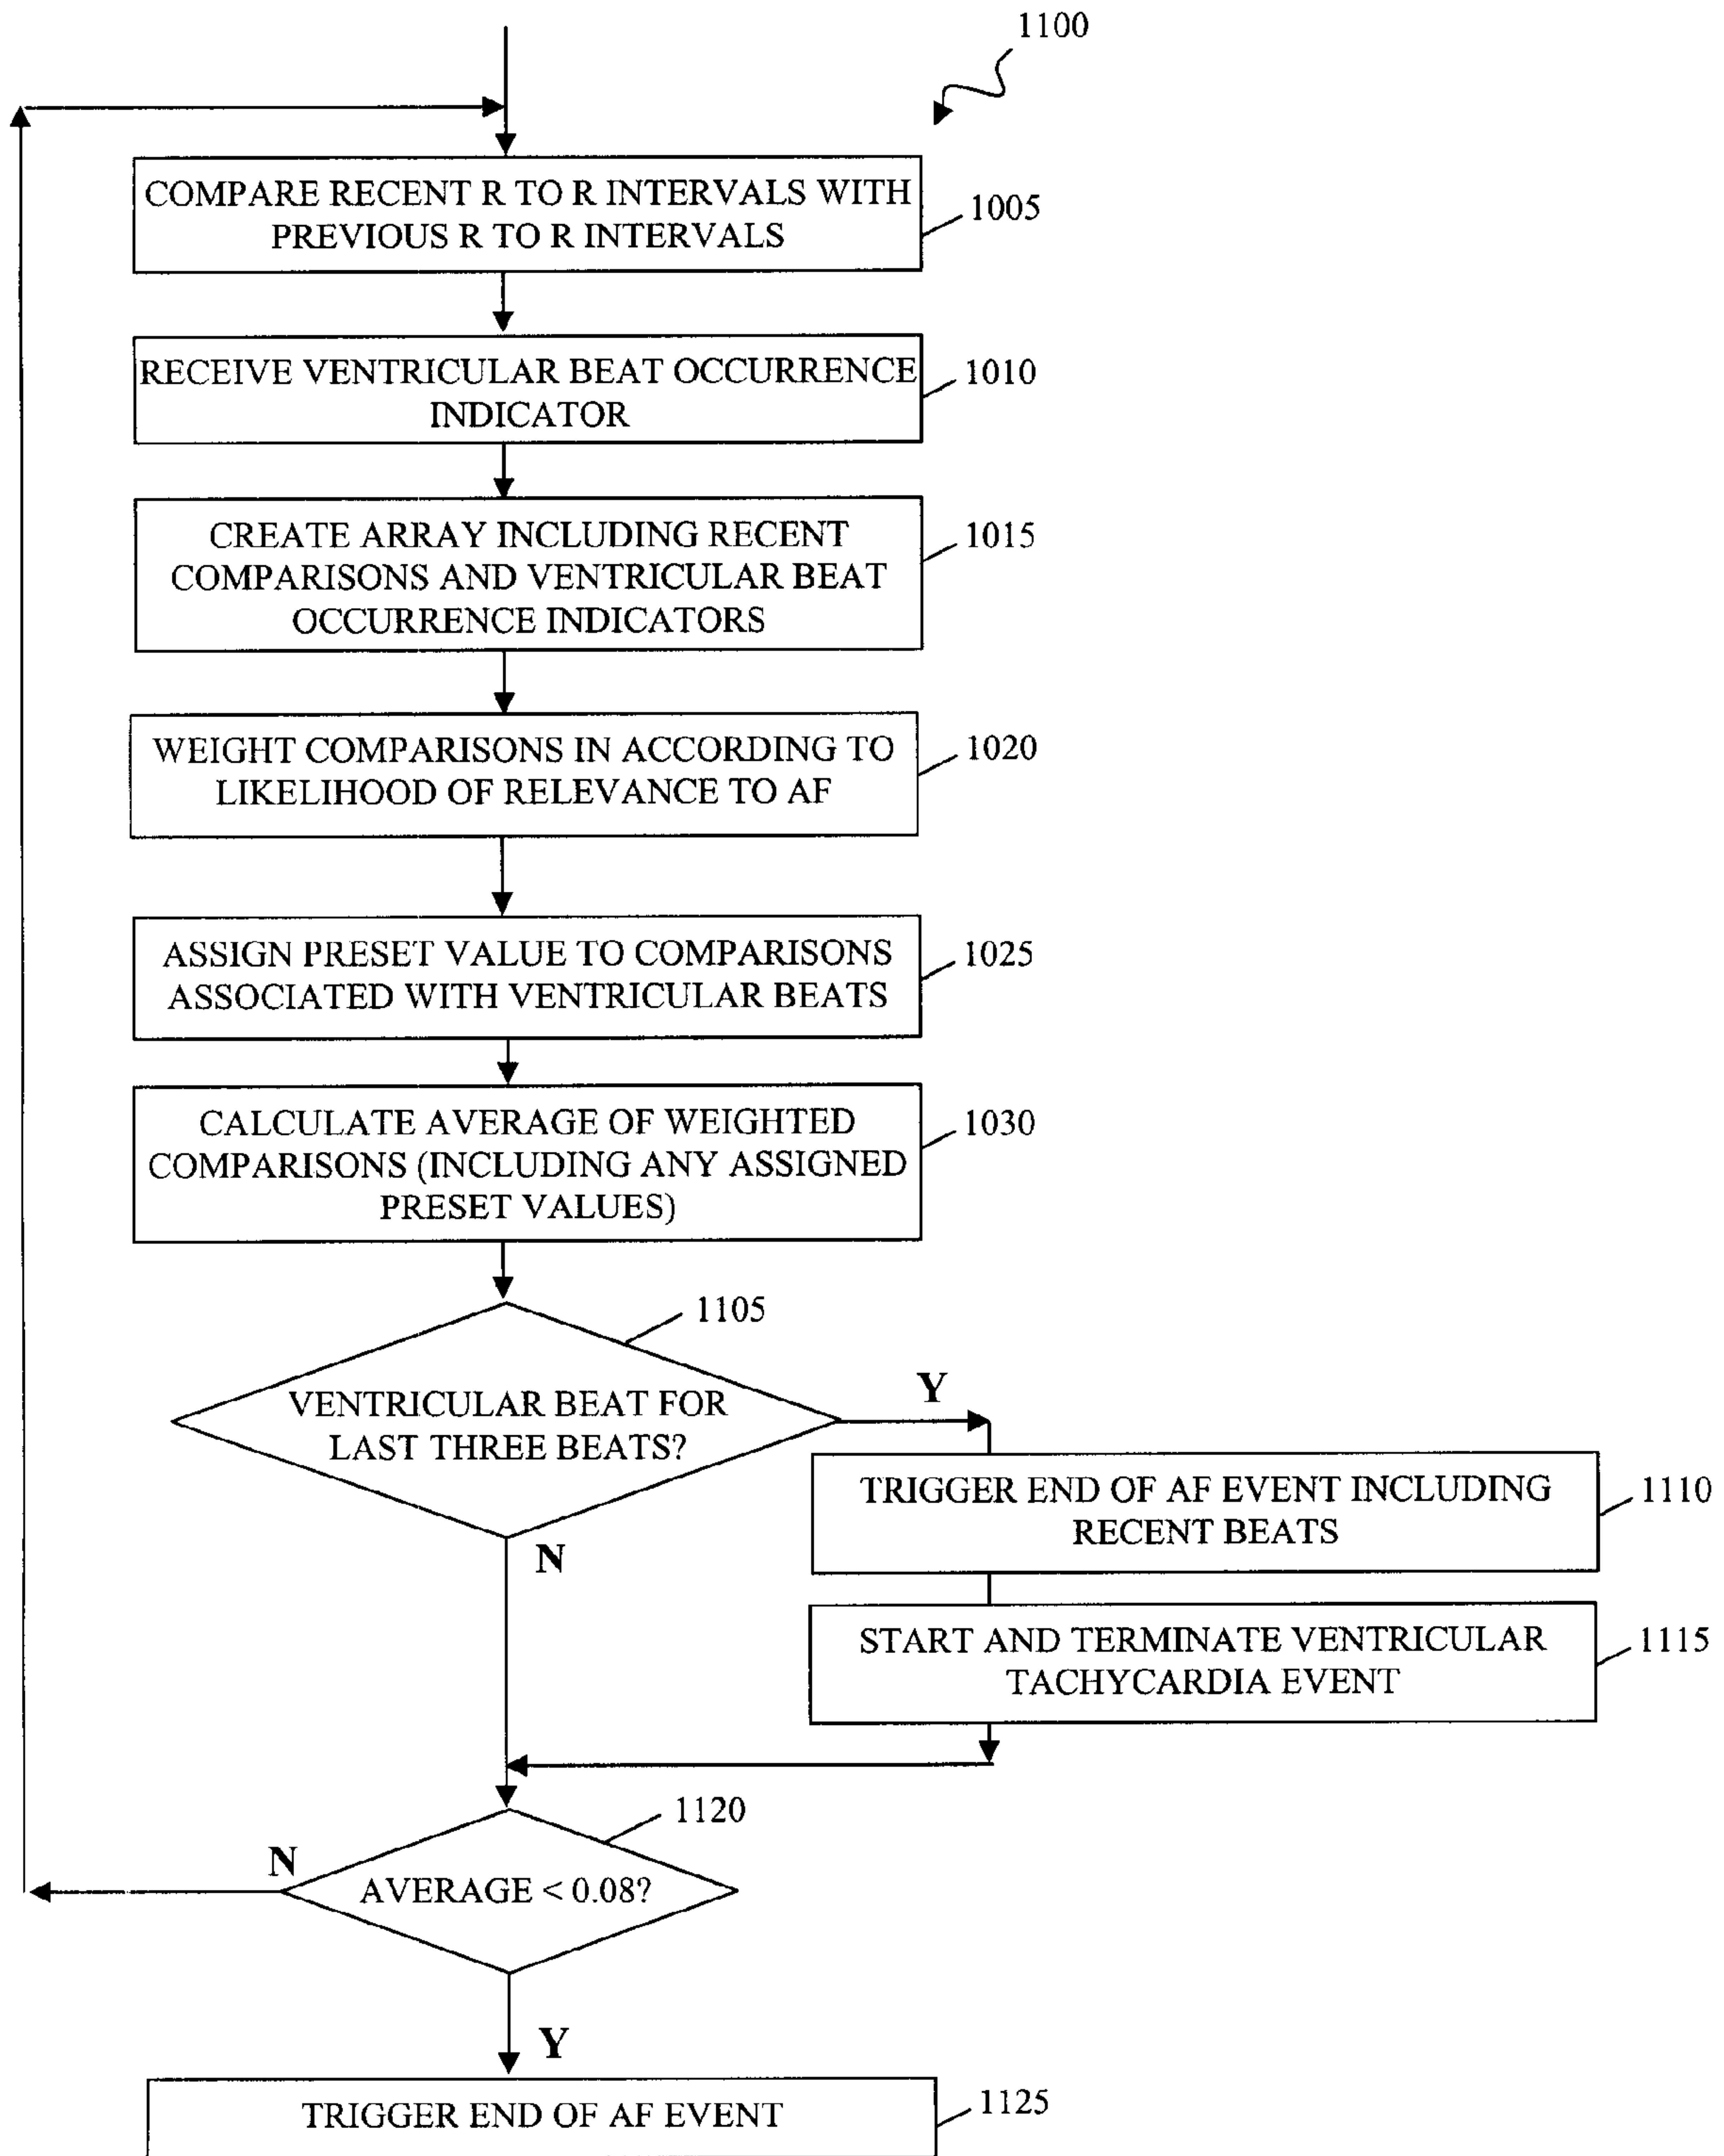 1100
COMPARE RECENT R TO R INTERVALS WITH
PREVIOUS R TO R INTERVALS
1005
RECEIVE VENTRICULAR BEAT OCCURRENCE
INDICATOR
1010
CREATE ARRAY INCLUDING RECENT
COMPARISONS AND VENTRICULAR BEAT
OCCURRENCE INDICATORS
1015
WEIGHT COMPARISONS IN ACCORDING TO
LIKELIHOOD OF RELEVANCE TO AF
1020
ASSIGN PRESET VALUE TO COMPARISONS
ASSOCIATED WITH VENTRICULAR BEATS
1025
CALCULATE AVERAGE OF WEIGHTED
COMPARISONS (INCLUDING ANY ASSIGNED
PRESET VALUES)
1030
1105
VENTRICULAR BEAT FOR
LAST THREE BEATS?
Y
N
TRIGGER END OF AF EVENT INCLUDING
RECENT BEATS
1110
START AND TERMINATE VENTRICULAR
TACHYCARDIA EVENT
1115
1120
AVERAGE < 0.08?
N
Y
TRIGGER END OF AF EVENT
1125